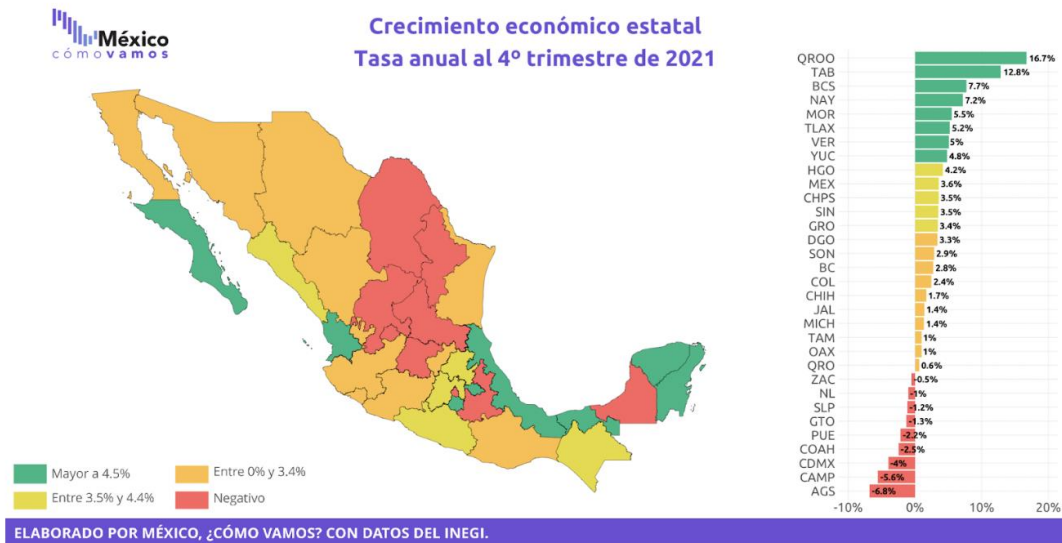 México
cómo vamos
Crecimiento económico estatal
Tasa anual al 4º trimestre de 2021
QROO 16.7%
TAB 12.8%
BCS 7.7%
NAY 7.2%
MOR 5.5%
TLAX 5.2%
VER 5%
YUC 4.8%
HGO 4.2%
MEX 3.6%
CHPS 3.5%
SIN 3.5%
GRO 3.4%
DGO 3.3%
SON 2.9%
BC 2.8%
COL 2.4%
CHIH 1.7%
JAL 1.4%
MICH 1.4%
TAM 1%
OAX 1%
QRO 0.6%
ZAC -0.5%
NL -1%
SLP -1.2%
GTO -1.3%
PUE -2.2%
COAH -2.5%
CDMX -4%
CAMP -5.6%
AGS -6.8%
-10% 0% 10% 20%
Mayor a 4.5% Entre 0% y 3.4%
Entre 3.5% y 4.4% Negativo
ELABORADO POR MÉXICO, ¿CÓMO VAMOS? CON DATOS DEL INEGI.